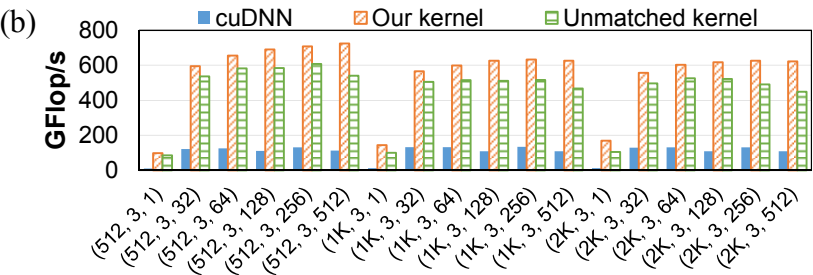 (b)
cuDNN Our kernel Unmatched kernel
GFlop/s
800
600
400
200
0
(512, 3, 1)
(512, 3, 32)
(512, 3, 64)
(512, 3, 128)
(512, 3, 256)
(512, 3, 512)
(1K, 3, 1)
(1K, 3, 32)
(1K, 3, 64)
(1K, 3, 128)
(1K, 3, 256)
(1K, 3, 512)
(2K, 3, 1)
(2K, 3, 32)
(2K, 3, 64)
(2K, 3, 128)
(2K, 3, 256)
(2K, 3, 512)